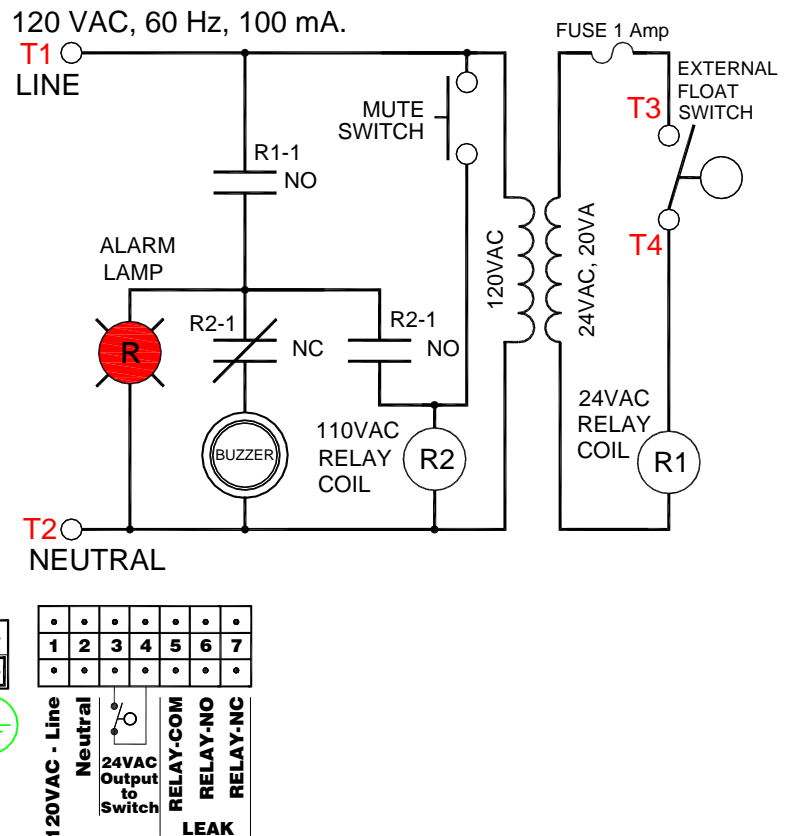 120 VAC, 60 Hz, 100 mA.
T1
LINE
FUSE 1 Amp
EXTERNAL
FLOAT
SWITCH
T3
MUTE
SWITCH
R1-1
NO
T4
ALARM
LAMP
120VAC
24VAC, 20VA
R2-1
NC
R2-1
NO
R
BUZZER
110VAC
RELAY
COIL
R2
24VAC
RELAY
COIL
R1
T2
NEUTRAL
1 2 3 4 5 6 7
120VAC - Line
Neutral
24VAC
Output
to
Switch
RELAY-COM
RELAY-NO
RELAY-NC
LEAK